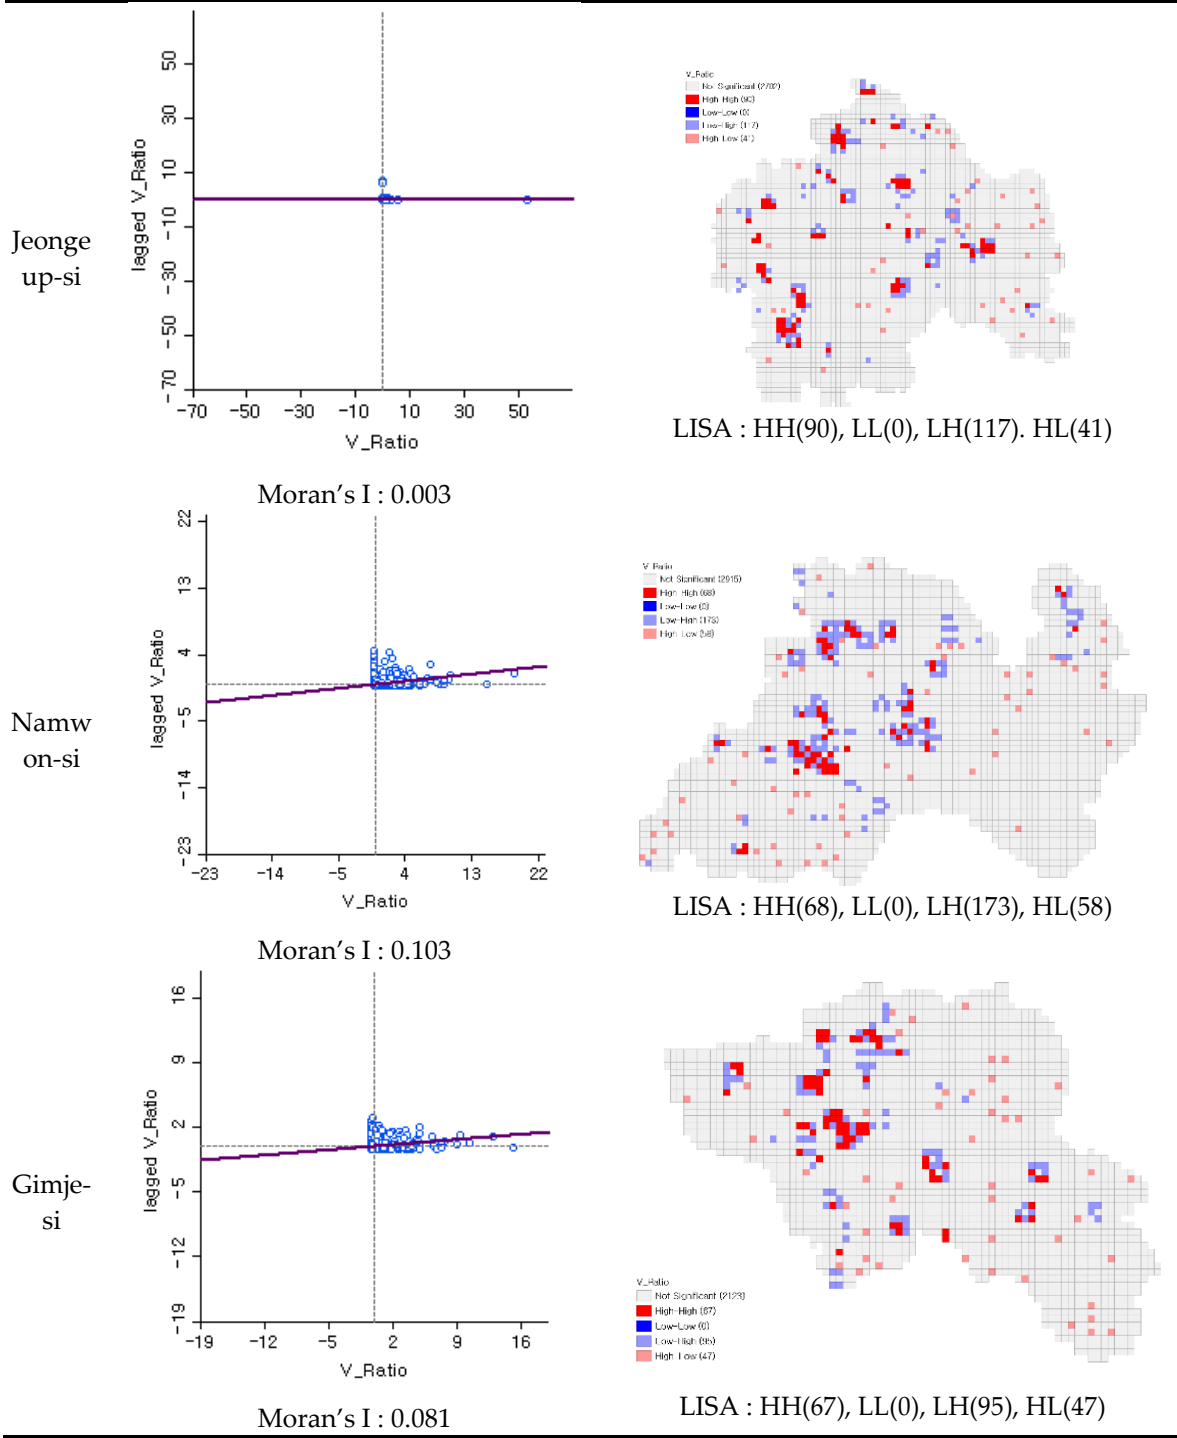 Jeonge
up-si
50
30
10
-10
-30
-50
-70
lagged V_Ratio
-70 -50 -30 -10 10 30 50
V_Ratio
Moran's I : 0.003
V_Ratio
Not Significant (2702)
High-High (90)
Low-Low (0)
Low-High (117)
High-Low (41)
LISA : HH(90), LL(0), LH(117). HL(41)
Namw
on-si
22
13
4
-5
-14
-23
lagged V_Ratio
-23 -14 -5 4 13 22
V_Ratio
Moran's I : 0.103
V_Ratio
Not Significant (2915)
High-High (68)
Low-Low (0)
Low-High (173)
High-Low (58)
LISA : HH(68), LL(0), LH(173), HL(58)
Gimje-
si
16
9
2
-5
-12
-19
lagged V_Ratio
-19 -12 -5 2 9 16
V_Ratio
Moran's I : 0.081
V_Ratio
Not Significant (2123)
High-High (67)
Low-Low (0)
Low-High (95)
High-Low (47)
LISA : HH(67), LL(0), LH(95), HL(47)